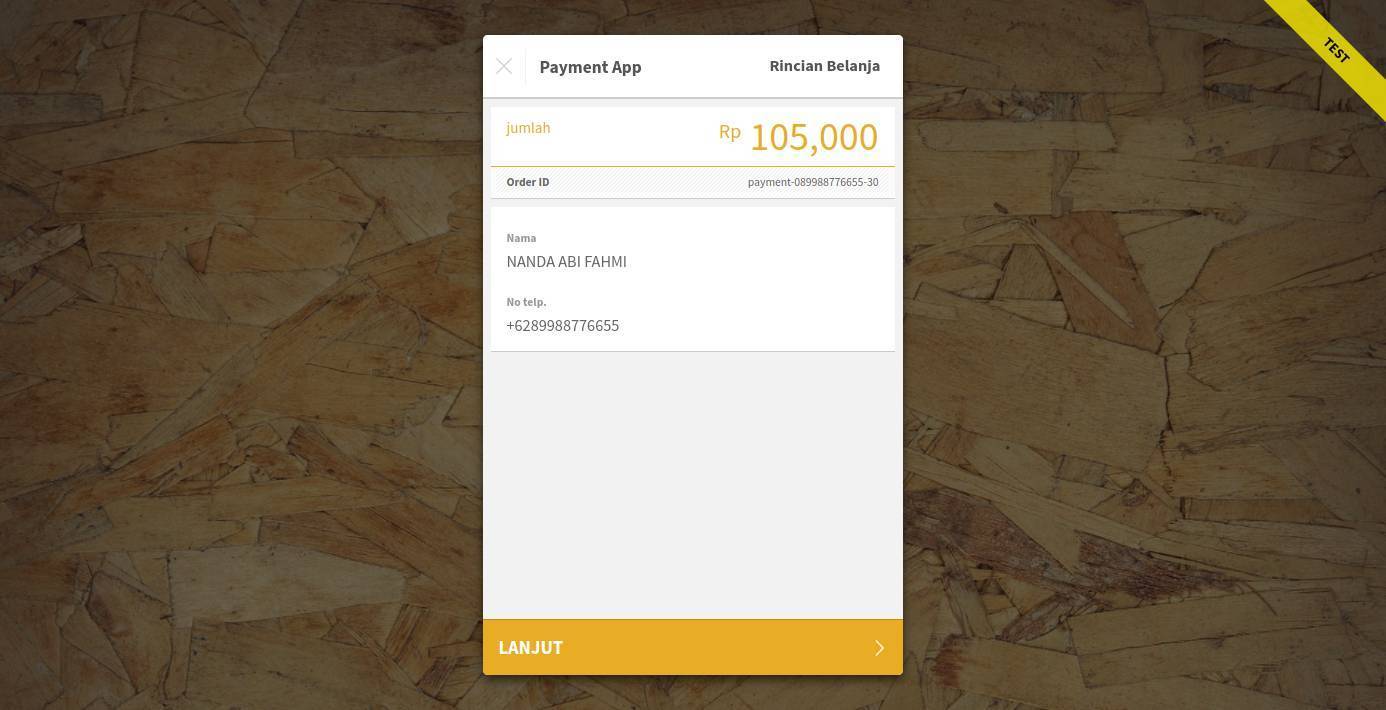 Payment App
Rincian Belanja
TEST
jumlah
Rp 105,000
Order ID
payment-089988776655-30
Nama
NANDA ABI FAHMI
No telp.
+6289988776655
LANJUT